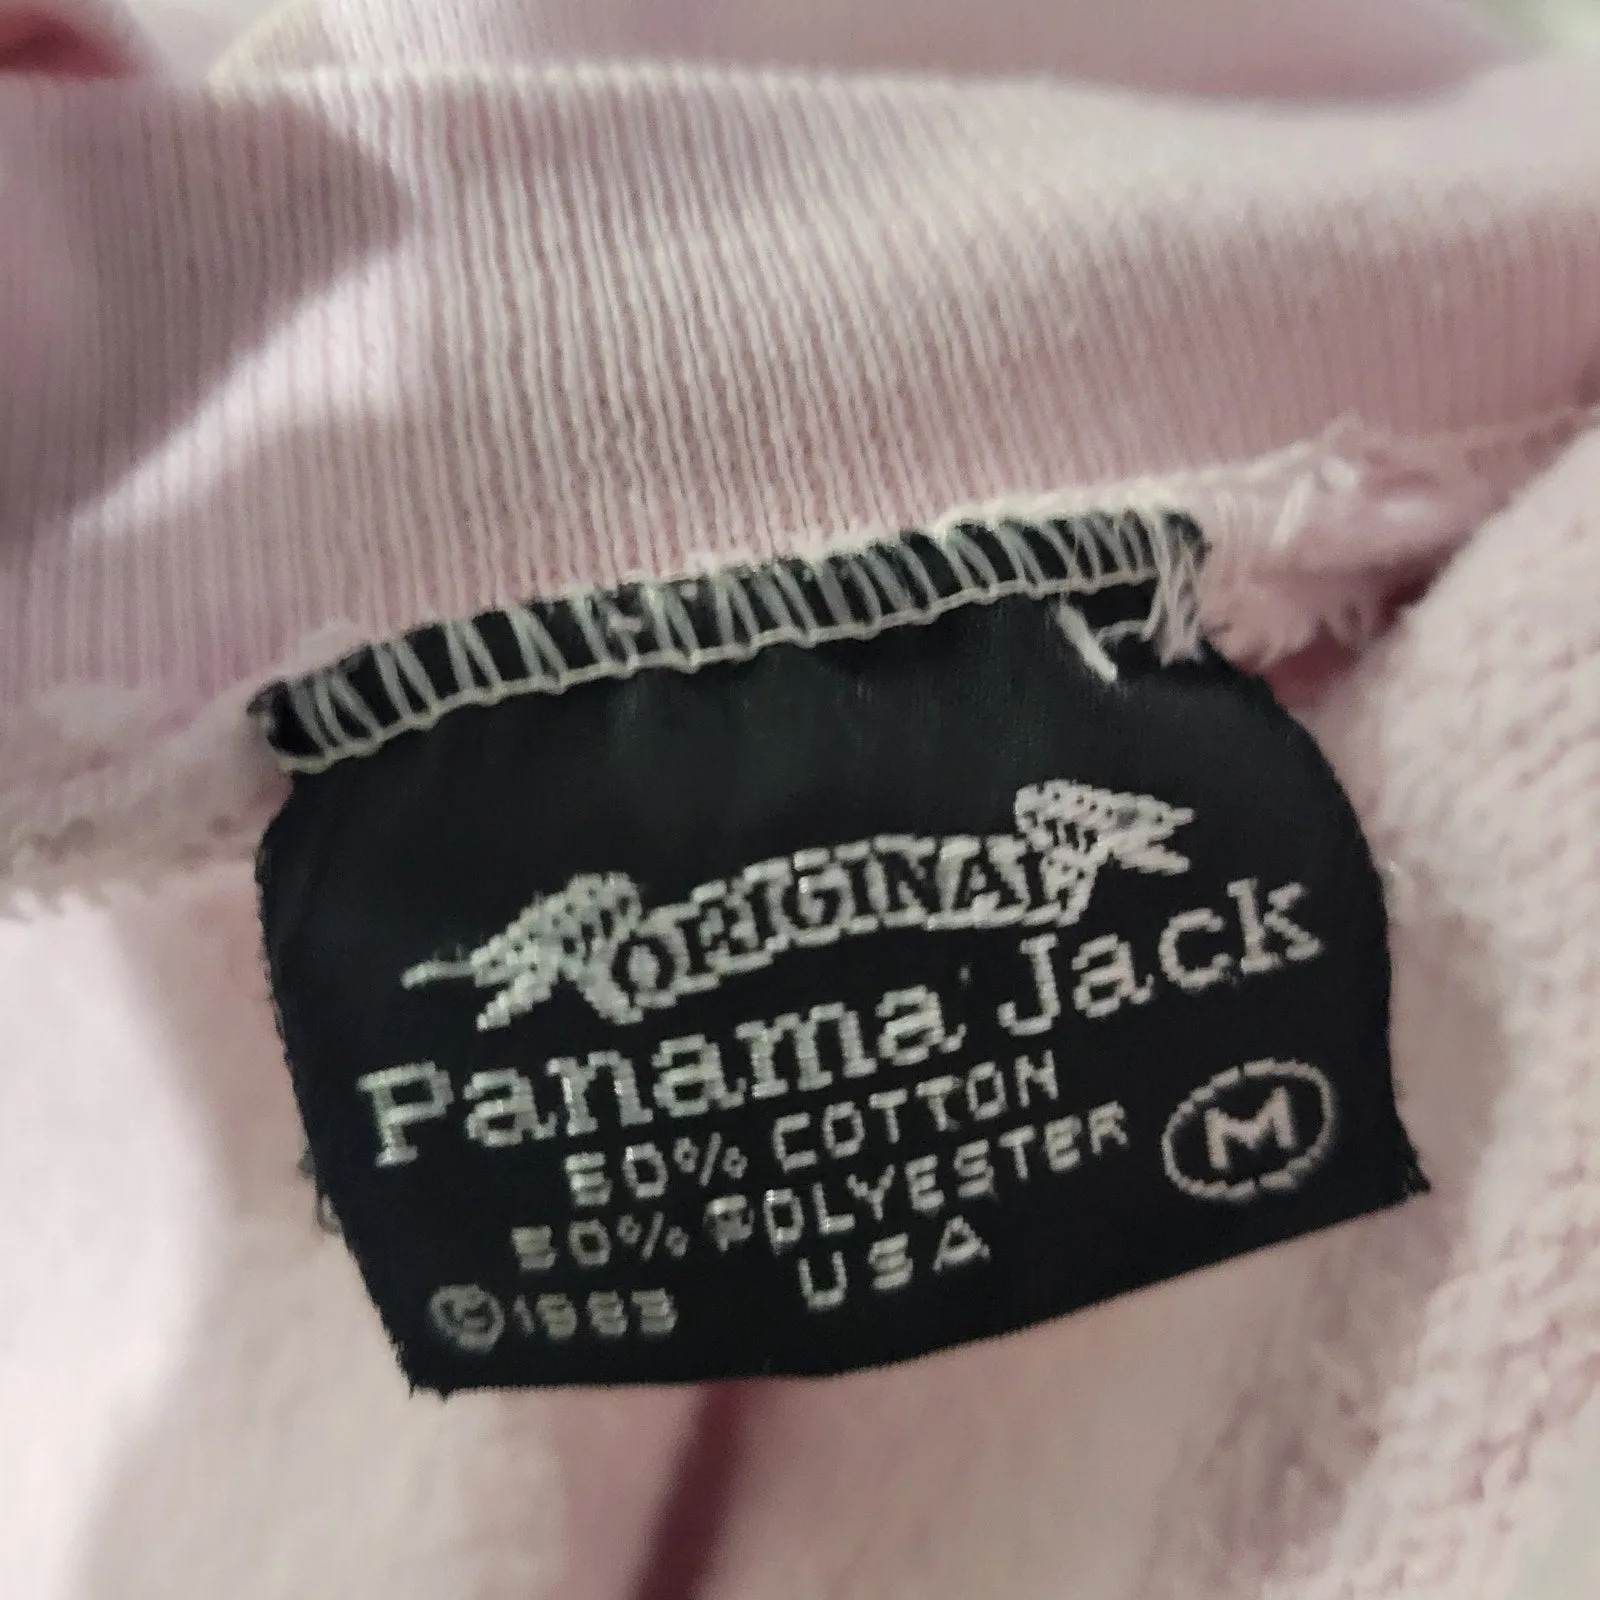 ORIGINAL
Panama Jack
50% COTTON
50% POLYESTER
M
USA
© 1983